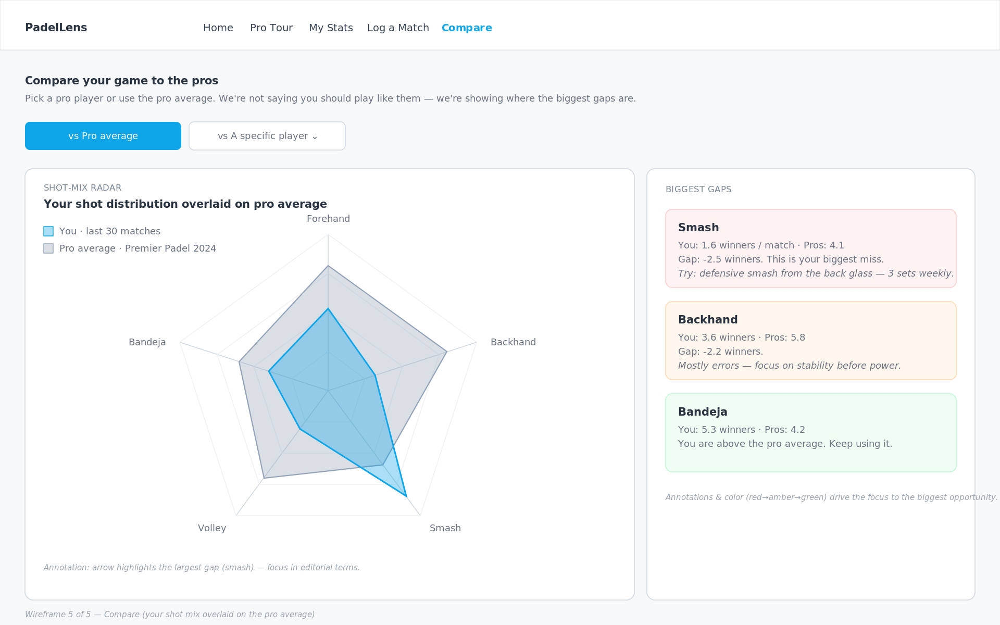 PadelLens
Home Pro Tour My Stats Log a Match Compare
Compare your game to the pros
Pick a pro player or use the pro average. We're not saying you should play like them — we're showing where the biggest gaps are.
vs Pro average
vs A specific player ⌄
SHOT-MIX RADAR
Your shot distribution overlaid on pro average
You · last 30 matches
Pro average · Premier Padel 2024
Forehand
Backhand
Smash
Volley
Bandeja
Annotation: arrow highlights the largest gap (smash) — focus in editorial terms.
BIGGEST GAPS
Smash
You: 1.6 winners / match · Pros: 4.1
Gap: -2.5 winners. This is your biggest miss.
Try: defensive smash from the back glass — 3 sets weekly.
Backhand
You: 3.6 winners · Pros: 5.8
Gap: -2.2 winners.
Mostly errors — focus on stability before power.
Bandeja
You: 5.3 winners · Pros: 4.2
You are above the pro average. Keep using it.
Annotations & color (red→amber→green) drive the focus to the biggest opportunity.
Wireframe 5 of 5 — Compare (your shot mix overlaid on the pro average)